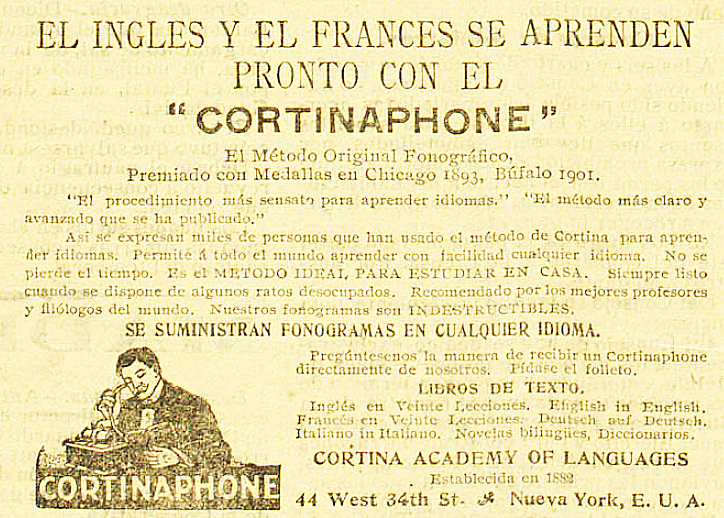 EL INGLES Y EL FRANCES SE APRENDEN
PRONTO CON EL
"CORTINAPHONE"
El Método Original Fonográfico,
Premiado con Medallas en Chicago 1893, Búfalo 1901.
"El procedimiento más sensato para aprender idiomas." "El método más claro y
avanzado que se ha publicado."
Así se expresan miles de personas que han usado el método de Cortina para apren-
der idiomas. Permite á todo el mundo aprender con facilidad cualquier idioma. No se
pierde el tiempo. Es el METODO IDEAL PARA ESTUDIAR EN CASA. Siempre listo
cuando se dispone de algunos ratos desocupados. Recomendado por los mejores profesores
y filólogos del mundo. Nuestros fonogramas son INDESTRUCTIBLES.
SE SUMINISTRAN FONOGRAMAS EN CUALQUIER IDIOMA.
Pregúntesenos la manera de recibir un Cortinaphone
directamente de nosotros. Pídase el folleto.
LIBROS DE TEXTO.
Inglés en Veinte Lecciones. English in English.
Francés en Veinte Lecciones. Deutsch auf Deutsch.
Italiano in Italiano. Novelas bilingües, Diccionarios.
CORTINA ACADEMY OF LANGUAGES
Establecida en 1882
44 West 34th St. Nueva York, E. U. A.
CORTINAPHONE